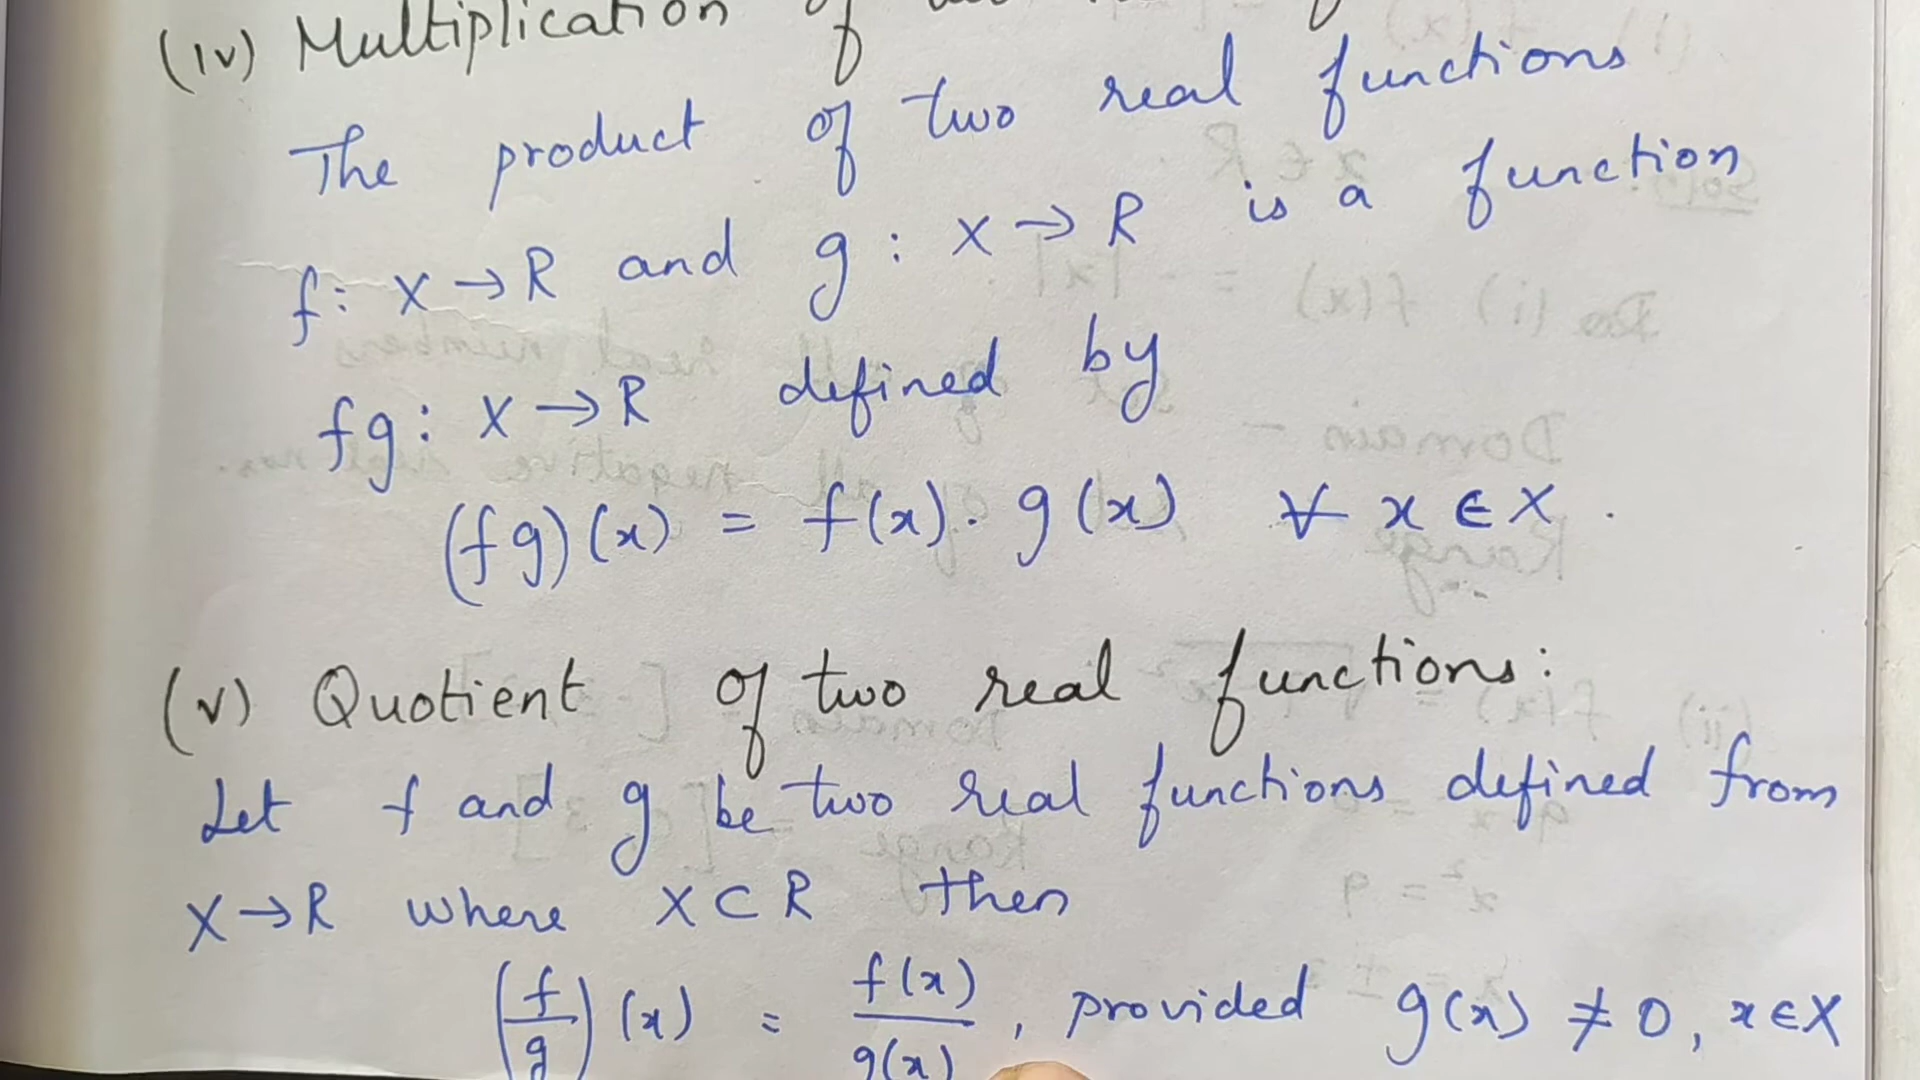 (iv) Multiplication of
The product of two real functions
f: X → R and g : X → R is a function
fg : X → R defined by
(fg)(x) = f(x). g(x) ∀ x ∈ X .
(v) Quotient of two real functions:
Let f and g be two real functions defined from
X → R where X ⊂ R then
(f/g)(x) = f(x)/g(x), provided g(x) ≠ 0, x ∈ X